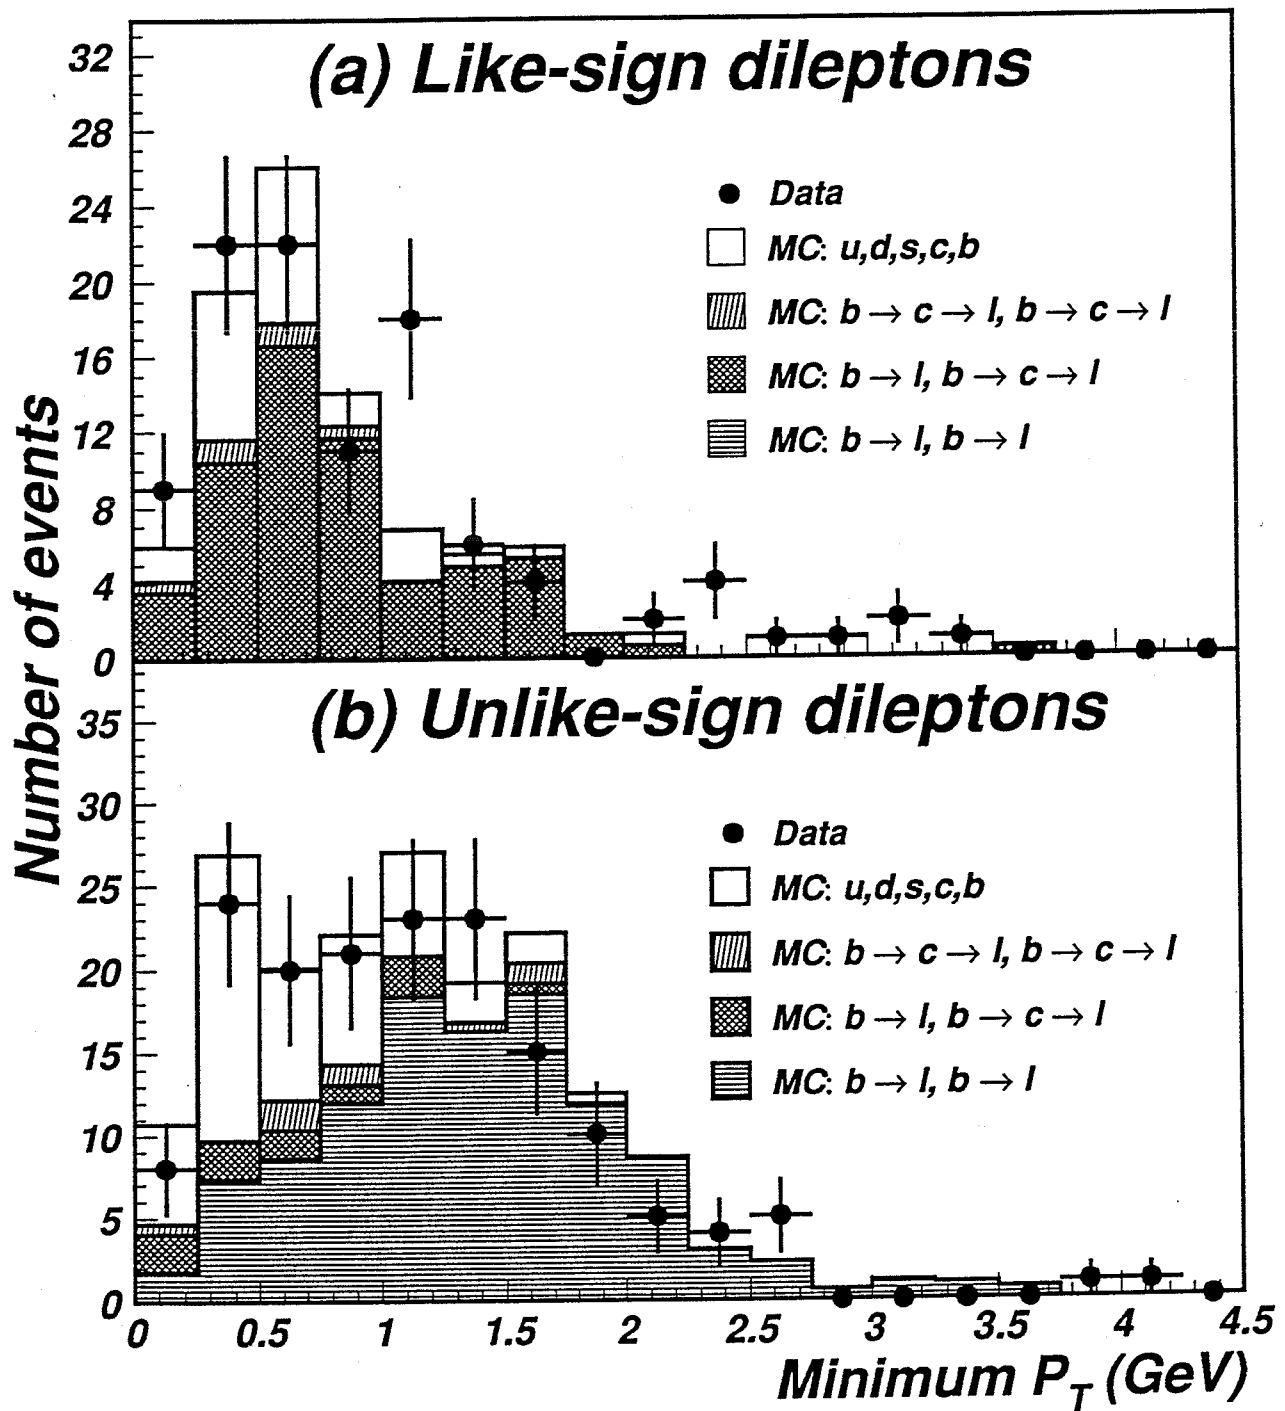 (a) Like-sign dileptons
32
28
24
20
16
12
8
4
0
Data
MC: u,d,s,c,b
MC: b → c → l, b → c → l
MC: b → l, b → c → l
MC: b → l, b → l
Number of events
(b) Unlike-sign dileptons
35
30
25
20
15
10
5
0
Data
MC: u,d,s,c,b
MC: b → c → l, b → c → l
MC: b → l, b → c → l
MC: b → l, b → l
0 0.5 1 1.5 2 2.5 3 3.5 4 4.5
Minimum P_T (GeV)